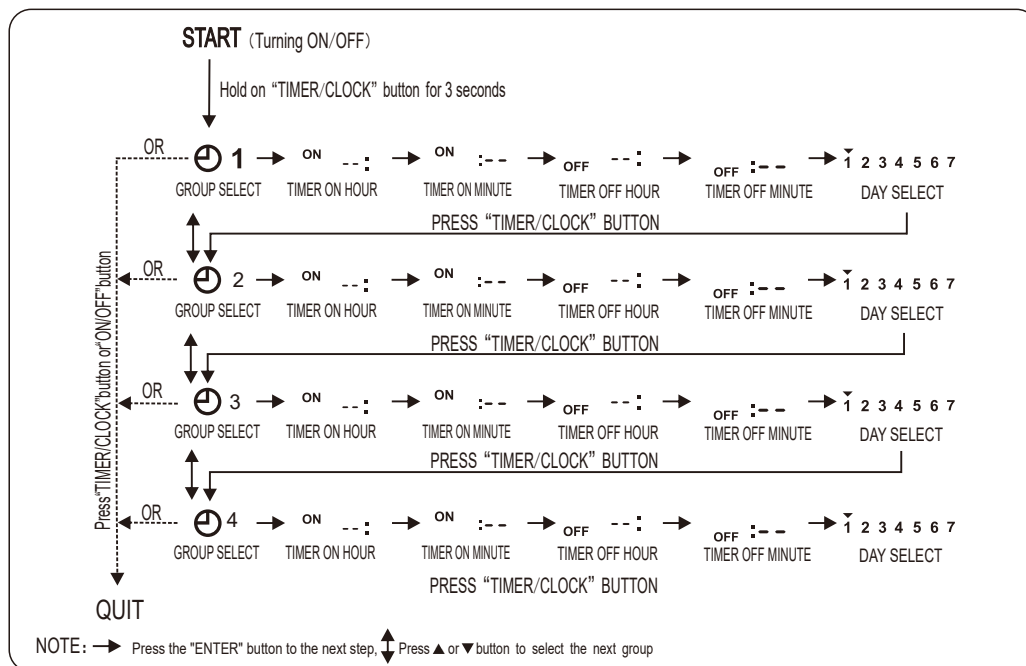 START (Turning ON/OFF)
Hold on “TIMER/CLOCK” button for 3 seconds
OR 1 ON --: ON :-- OFF --: OFF :-- 1 2 3 4 5 6 7
GROUP SELECT TIMER ON HOUR TIMER ON MINUTE TIMER OFF HOUR TIMER OFF MINUTE DAY SELECT
PRESS “TIMER/CLOCK” BUTTON
OR 2 ON --: ON :-- OFF --: OFF :-- 1 2 3 4 5 6 7
GROUP SELECT TIMER ON HOUR TIMER ON MINUTE TIMER OFF HOUR TIMER OFF MINUTE DAY SELECT
PRESS “TIMER/CLOCK” BUTTON
OR 3 ON --: ON :-- OFF --: OFF :-- 1 2 3 4 5 6 7
GROUP SELECT TIMER ON HOUR TIMER ON MINUTE TIMER OFF HOUR TIMER OFF MINUTE DAY SELECT
PRESS “TIMER/CLOCK” BUTTON
OR 4 ON --: ON :-- OFF --: OFF :-- 1 2 3 4 5 6 7
GROUP SELECT TIMER ON HOUR TIMER ON MINUTE TIMER OFF HOUR TIMER OFF MINUTE DAY SELECT
PRESS “TIMER/CLOCK” BUTTON
Press“TIMER/CLOCK”button or“ON/OFF”button
QUIT
NOTE: → Press the "ENTER" button to the next step, ↕ Press ▲ or ▼ button to select the next group